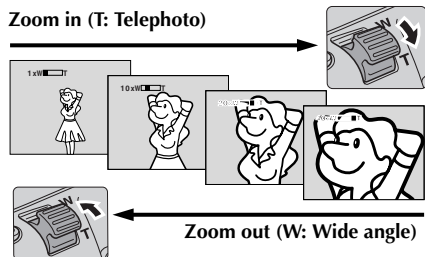 Zoom in (T: Telephoto)
W
T
1xW T
10xW T
W
T
Zoom out (W: Wide angle)